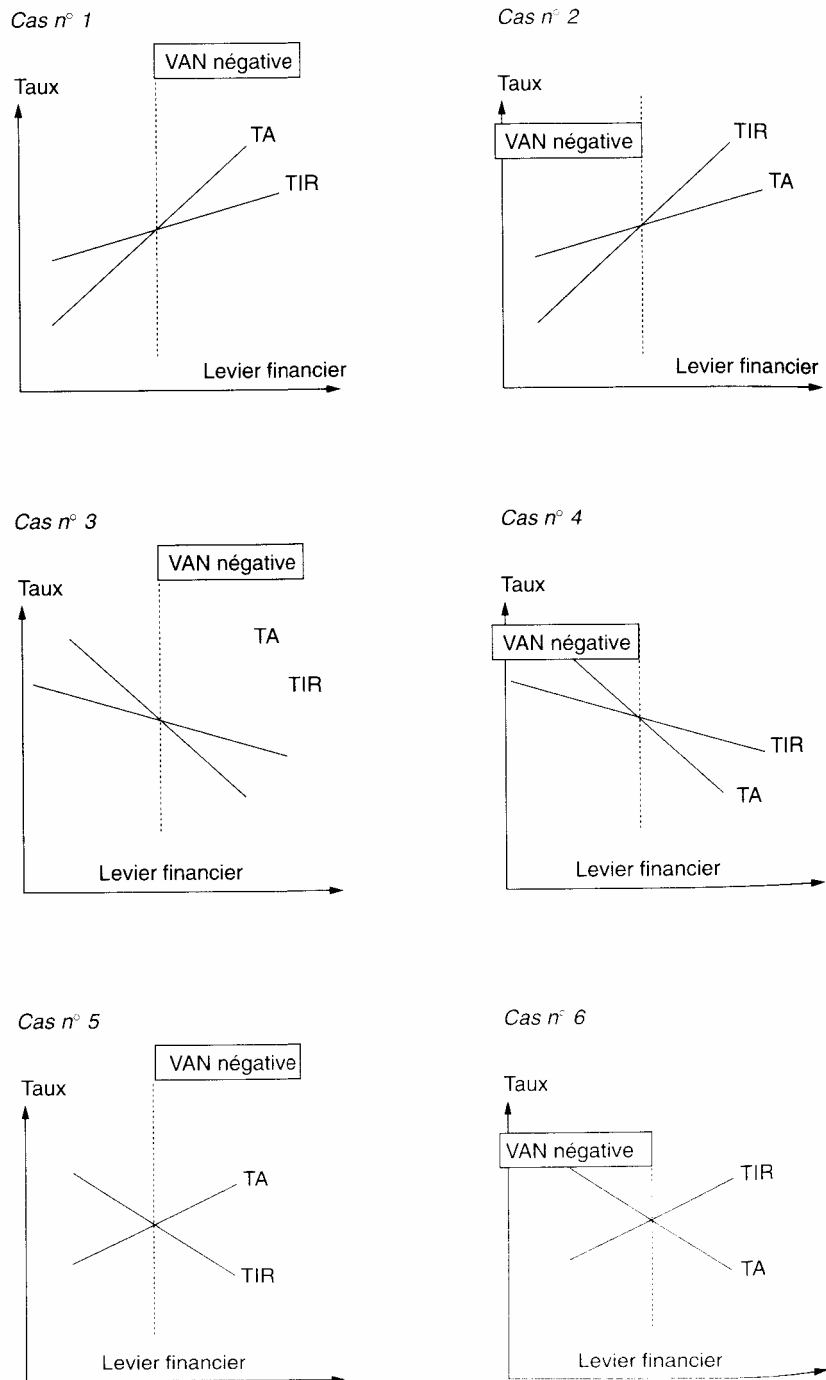 Cas n° 1
VAN négative
Taux
TA
TIR
Levier financier
Cas n° 2
Taux
VAN négative
TIR
TA
Levier financier
Cas n° 3
VAN négative
Taux
TA
TIR
Levier financier
Cas n° 4
Taux
VAN négative
TIR
TA
Levier financier
Cas n° 5
VAN négative
Taux
TA
TIR
Levier financier
Cas n° 6
Taux
VAN négative
TIR
TA
Levier financier